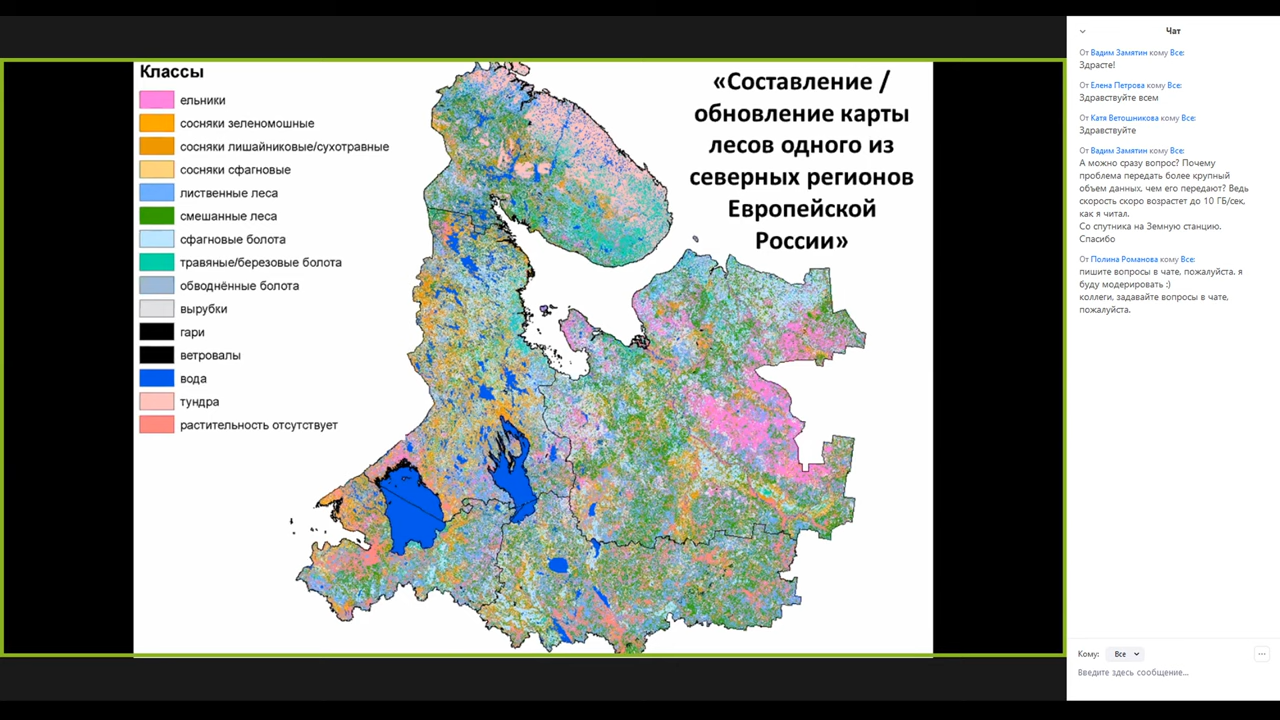 Классы
ельники
сосняки зеленомошные
сосняки лишайниковые/сухотравные
сосняки сфагновые
лиственные леса
смешанные леса
сфагновые болота
травяные/березовые болота
обводнённые болота
вырубки
гари
ветровалы
вода
тундра
растительность отсутствует
«Составление /
обновление карты
лесов одного из
северных регионов
Европейской
России»
Чат
От Вадим Замятин кому Все:
Здрасте!
От Елена Петрова кому Все:
Здравствуйте всем
От Катя Ветошникова кому Все:
Здравствуйте
От Вадим Замятин кому Все:
А можно сразу вопрос? Почему
проблема передать более крупный
объем данных, чем его передают? Ведь
скорость скоро возрастет до 10 ГБ/сек,
как я читал.
Со спутника на Земную станцию.
Спасибо
От Полина Романова кому Все:
пишите вопросы в чате, пожалуйста, я
буду модерировать :)
коллеги, задавайте вопросы в чате,
пожалуйста.
Кому: Все
Введите здесь сообщение...